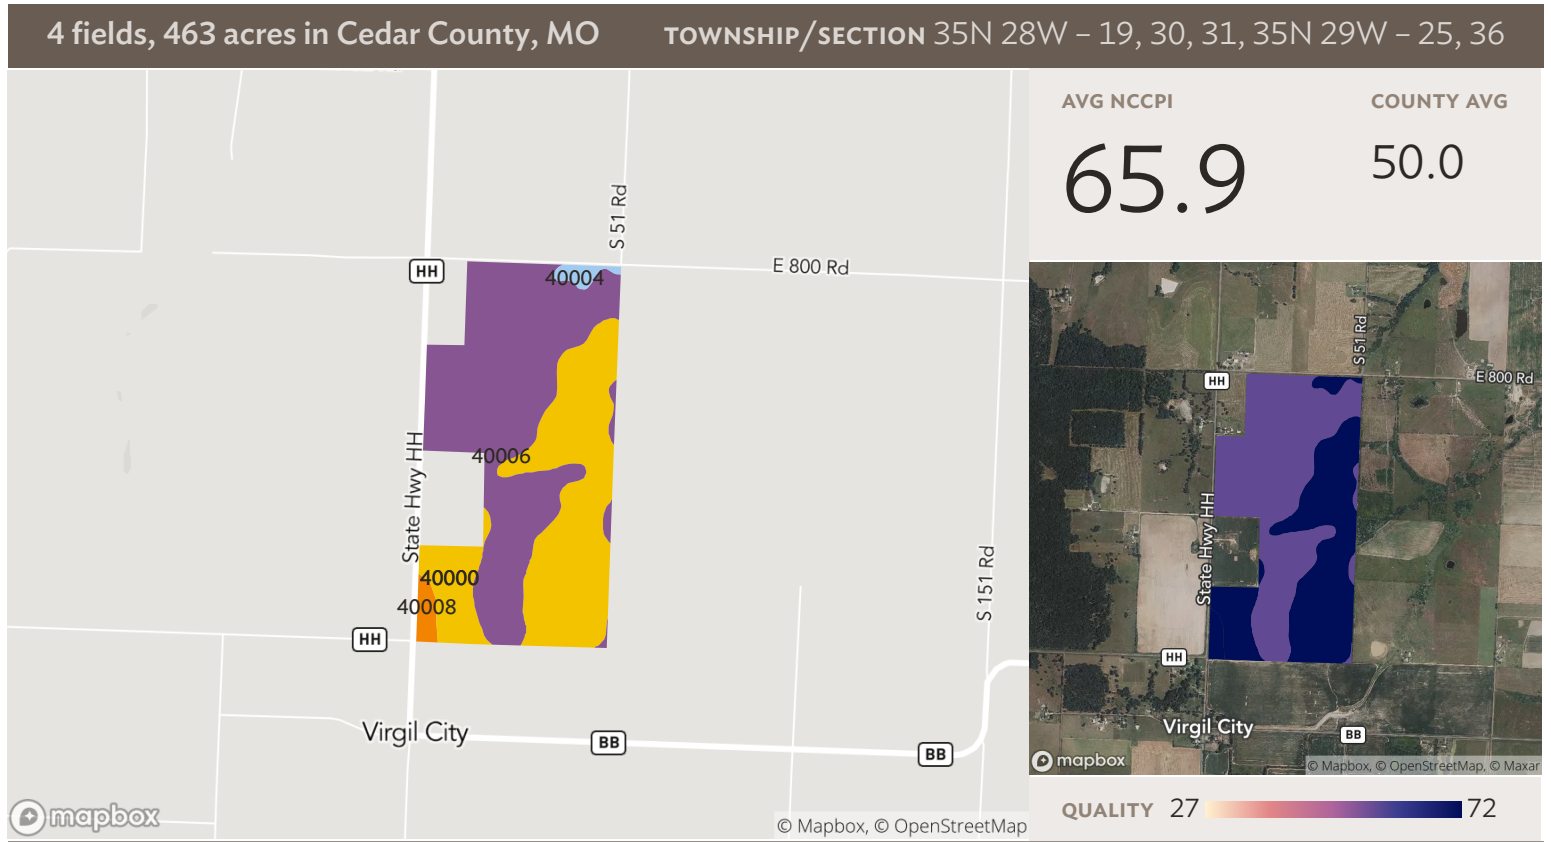 4 fields, 463 acres in Cedar County, MO
TOWNSHIP/SECTION 35N 28W – 19, 30, 31, 35N 29W – 25, 36
S 51 Rd
HH
40004
E 800 Rd
State Hwy HH
40006
40000
40008
S 151 Rd
HH
Virgil City
BB
BB
mapbox
© Mapbox, © OpenStreetMap
AVG NCCPI
65.9
COUNTY AVG
50.0
S 51 Rd
HH
E 800 Rd
State Hwy HH
HH
Virgil City
BB
mapbox
© Mapbox, © OpenStreetMap, © Maxar
QUALITY 27 72